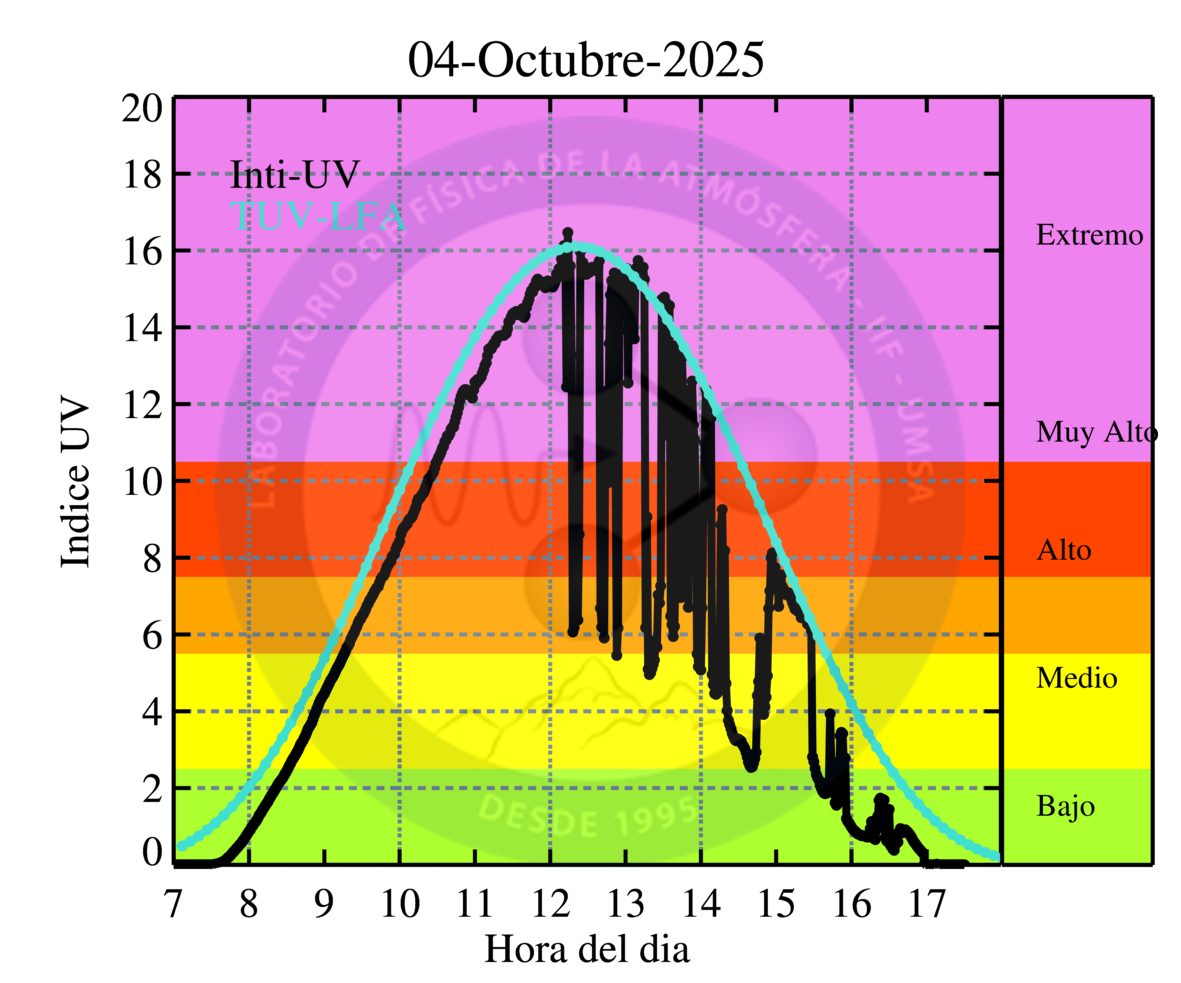 04-Octubre-2025
20
18
16
14
12
10
8
6
4
2
0
Indice UV
Inti-UV
TUV-LFA
LABORATORIO DE FÍSICA DE LA ATMÓSFERA - IIF - UMSA
DESDE 1995
Extremo
Muy Alto
Alto
Medio
Bajo
7 8 9 10 11 12 13 14 15 16 17
Hora del dia